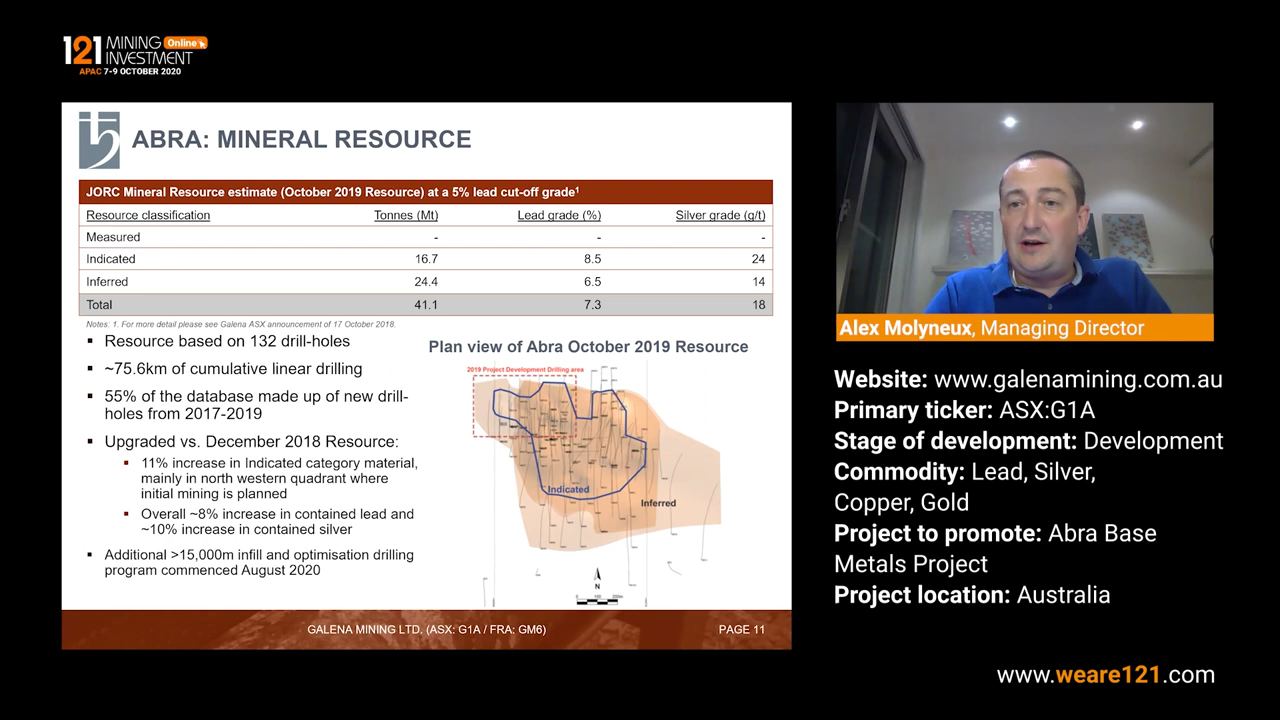 121 MINING Online
INVESTMENT
APAC 7-9 OCTOBER 2020
ABRA: MINERAL RESOURCE
JORC Mineral Resource estimate (October 2019 Resource) at a 5% lead cut-off grade1
Resource classification Tonnes (Mt) Lead grade (%) Silver grade (g/t)
Measured - - -
Indicated 16.7 8.5 24
Inferred 24.4 6.5 14
Total 41.1 7.3 18
Notes: 1. For more detail please see Galena ASX announcement of 17 October 2018.
▪ Resource based on 132 drill-holes
▪ ~75.6km of cumulative linear drilling
▪ 55% of the database made up of new drill-
holes from 2017-2019
▪ Upgraded vs. December 2018 Resource:
▪ 11% increase in Indicated category material,
mainly in north western quadrant where
initial mining is planned
▪ Overall ~8% increase in contained lead and
~10% increase in contained silver
▪ Additional >15,000m infill and optimisation drilling
program commenced August 2020
Plan view of Abra October 2019 Resource
2019 Project Development Drilling area
Indicated
Inferred
N
GALENA MINING LTD. (ASX: G1A / FRA: GM6) PAGE 11
Alex Molyneux, Managing Director
Website: www.galenamining.com.au
Primary ticker: ASX:G1A
Stage of development: Development
Commodity: Lead, Silver,
Copper, Gold
Project to promote: Abra Base
Metals Project
Project location: Australia
www.weare121.com